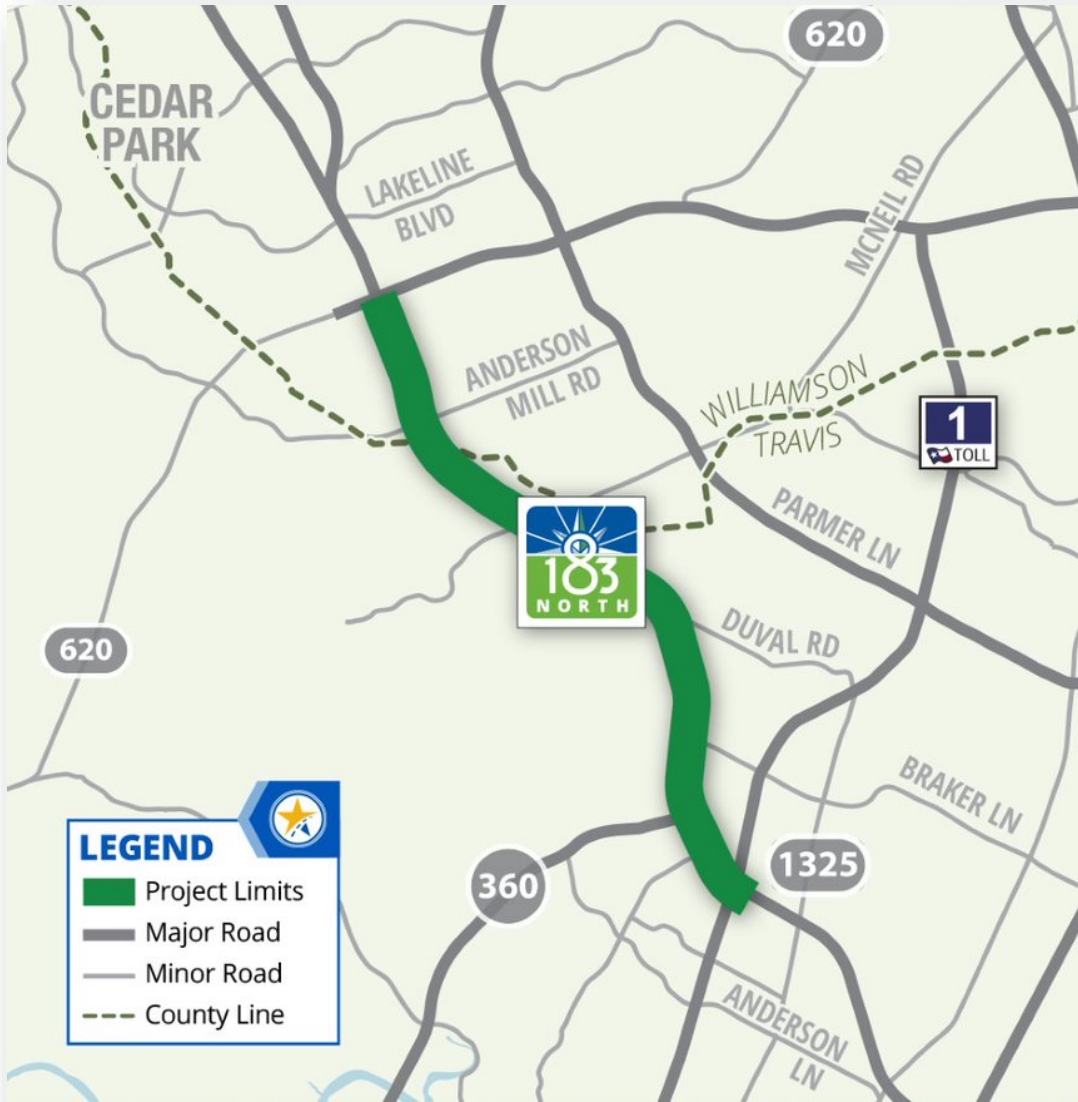 620
CEDAR
PARK
LAKELINE
BLVD
MCNEIL RD
ANDERSON
MILL RD
WILLIAMSON
TRAVIS
1
TOLL
PARMER LN
183
NORTH
DUVAL RD
620
BRAKER LN
LEGEND
Project Limits
Major Road
Minor Road
County Line
360
1325
ANDERSON
LN